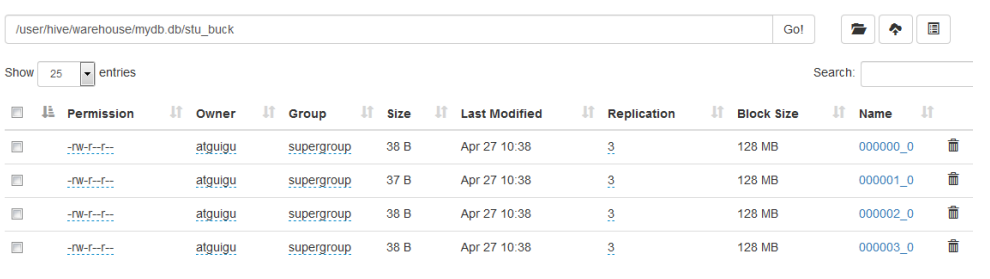 /user/hive/warehouse/mydb.db/stu_buck Go!
Show 25 entries Search:
Permission Owner Group Size Last Modified Replication Block Size Name
-rw-r--r-- atguigu supergroup 38 B Apr 27 10:38 3 128 MB 000000_0
-rw-r--r-- atguigu supergroup 37 B Apr 27 10:38 3 128 MB 000001_0
-rw-r--r-- atguigu supergroup 37 B Apr 27 10:38 3 128 MB 000002_0
-rw-r--r-- atguigu supergroup 38 B Apr 27 10:38 3 128 MB 000003_0